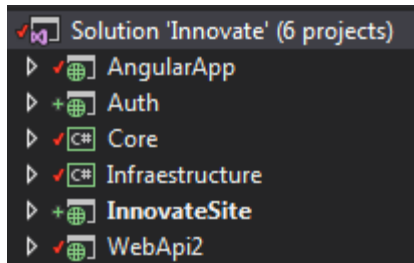 Solution 'Innovate' (6 projects)
AngularApp
+ Auth
C# Core
C# Infraestructure
+ InnovateSite
WebApi2